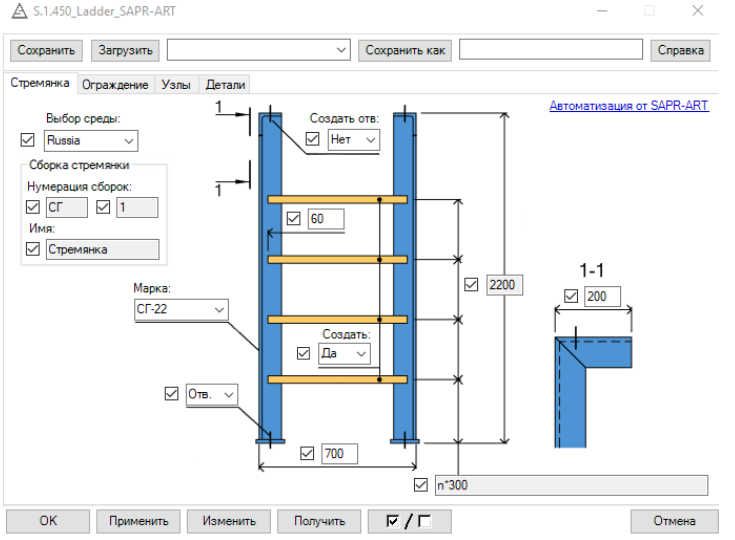 S.1.450_Ladder_SAPR-ART
Сохранить Загрузить Сохранить как Справка
Стремянка Ограждение Узлы Детали
Автоматизация от SAPR-ART
Выбор среды:
Russia
Сборка стремянки
Нумерация сборок:
СГ 1
Имя:
Стремянка
1
1
Создать отв:
Нет
60
2200
Марка:
СГ-22
Создать:
Да
Отв.
700
n*300
1-1
200
ОК Применить Изменить Получить / Отмена